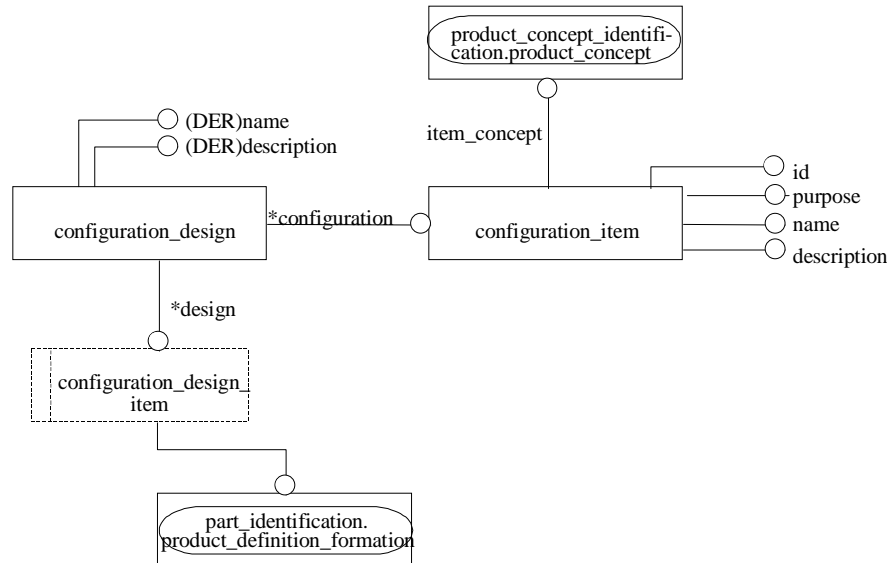 product_concept_identifi-
cation.product_concept
(DER)name
(DER)description
item_concept
id
purpose
name
description
*configuration
configuration_design
configuration_item
*design
configuration_design_
item
part_identification.
product_definition_formation